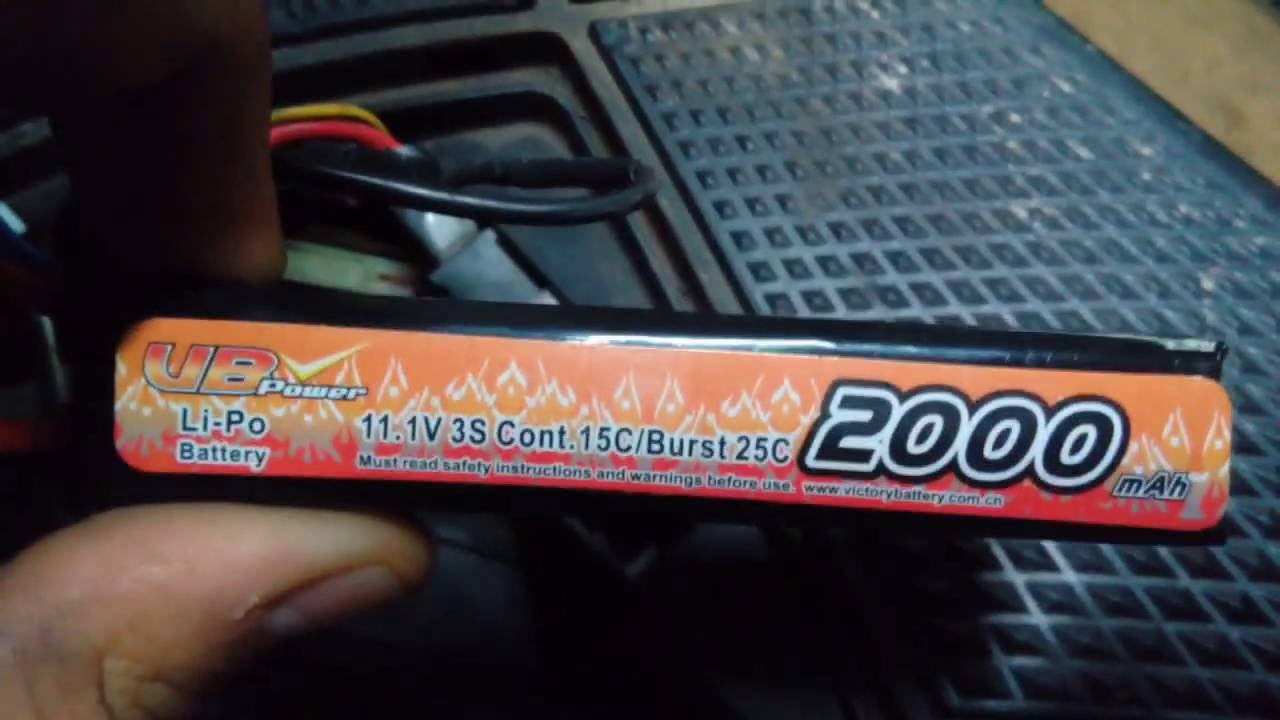 VB Power
Li-Po
Battery
11.1V 3S Cont.15C/Burst 25C
Must read safety instructions and warnings before use. www.victorybattery.com.cn
2000 mAh